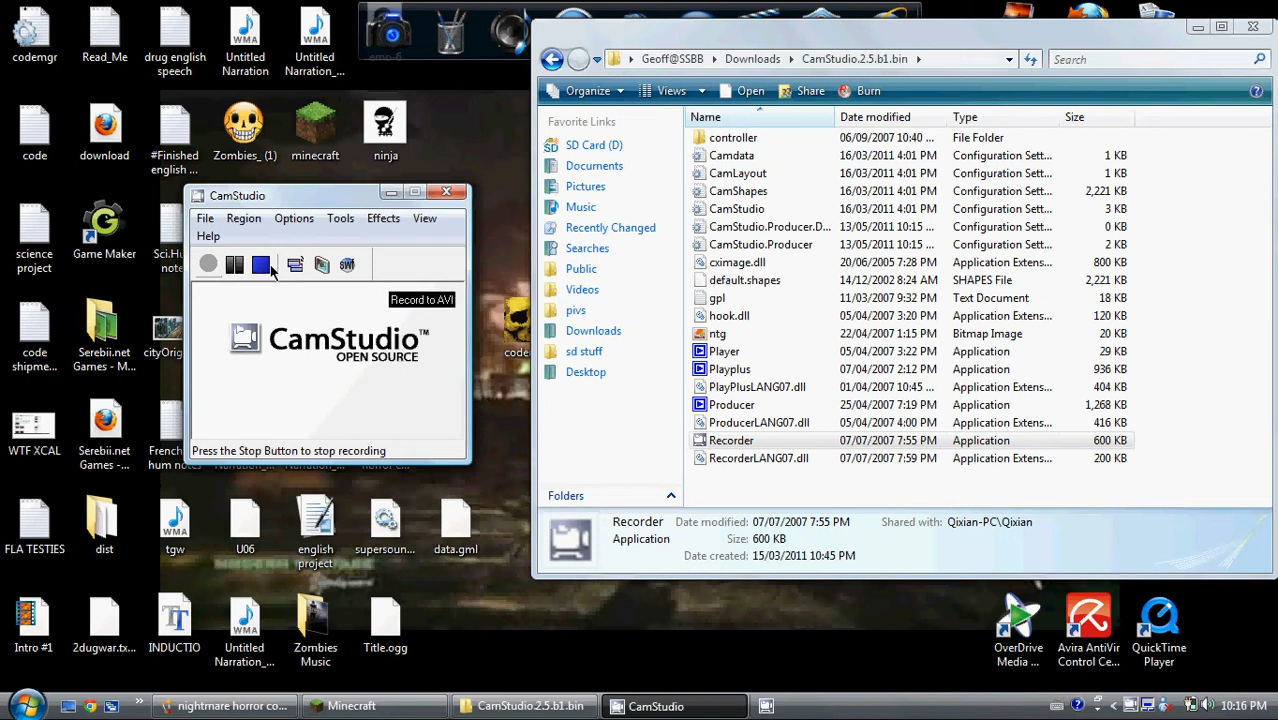 codemgr
Read_Me
drug english
speech
Untitled
Narration
Untitled
Narration_...
code
download
#Finished
english ...
Zombies_ (1)
minecraft
ninja
science
project
Game Maker
Sci.Hu
note
code
shipme...
Serebii.net
Games - M...
cityOrigi
WTF XCAL
Serebii.net
Games -...
French
hum notes
FLA TESTIES
dist
tgw
U06
english
project
supersoun...
data.gml
Intro #1
2dugwar.tx...
INDUCTIO
Untitled
Narration_...
Zombies
Music
Title.ogg
CamStudio
File Region Options Tools Effects View
Help
SWF
Record to AVI
CamStudio™
OPEN SOURCE
Press the Stop Button to stop recording
Geoff@SSBB Downloads CamStudio.2.5.b1.bin
Search
Organize Views Open Share Burn
Favorite Links
SD Card (D)
Documents
Pictures
Music
Recently Changed
Searches
Public
Videos
pivs
Downloads
sd stuff
Desktop
Folders
Name Date modified Type Size
controller 06/09/2007 10:40 ... File Folder
Camdata 16/03/2011 4:01 PM Configuration Sett... 1 KB
CamLayout 16/03/2011 4:01 PM Configuration Sett... 1 KB
CamShapes 16/03/2011 4:01 PM Configuration Sett... 2,221 KB
CamStudio 16/03/2011 4:01 PM Configuration Sett... 3 KB
CamStudio.Producer.D... 13/05/2011 4:01 PM Configuration Sett... 0 KB
CamStudio.Producer 13/05/2011 4:01 PM Configuration Sett... 2 KB
cximage.dll 20/06/2005 7:28 PM Application Extens... 800 KB
default.shapes 14/12/2002 8:34 AM SHAPES File 2,221 KB
gpl 11/03/2007 9:32 PM Text Document 18 KB
hook.dll 05/04/2007 3:22 PM Application Extens... 120 KB
ntg 22/04/2007 1:15 PM Bitmap Image 20 KB
Player 05/04/2007 3:22 PM Application 29 KB
Playplus 07/04/2007 2:12 PM Application 936 KB
PlayPlusLANG07.dll 01/04/2007 10:45 ... Application Extens... 404 KB
Producer 25/04/2007 7:19 PM Application 1,268 KB
ProducerLANG07.dll 05/04/2007 4:00 PM Application Extens... 416 KB
Recorder 07/07/2007 7:55 PM Application 600 KB
RecorderLANG07.dll 07/07/2007 7:59 PM Application Extens... 200 KB
Recorder Date modified: 07/07/2007 7:55 PM Shared with: Qixian-PC\Qixian
Application Size: 600 KB
Date created: 15/03/2011 10:45 PM
OverDrive
Media ...
Avira AntiVir
Control Ce...
QuickTime
Player
nightmare horror co...
Minecraft
CamStudio.2.5.b1.bin
CamStudio
10:16 PM